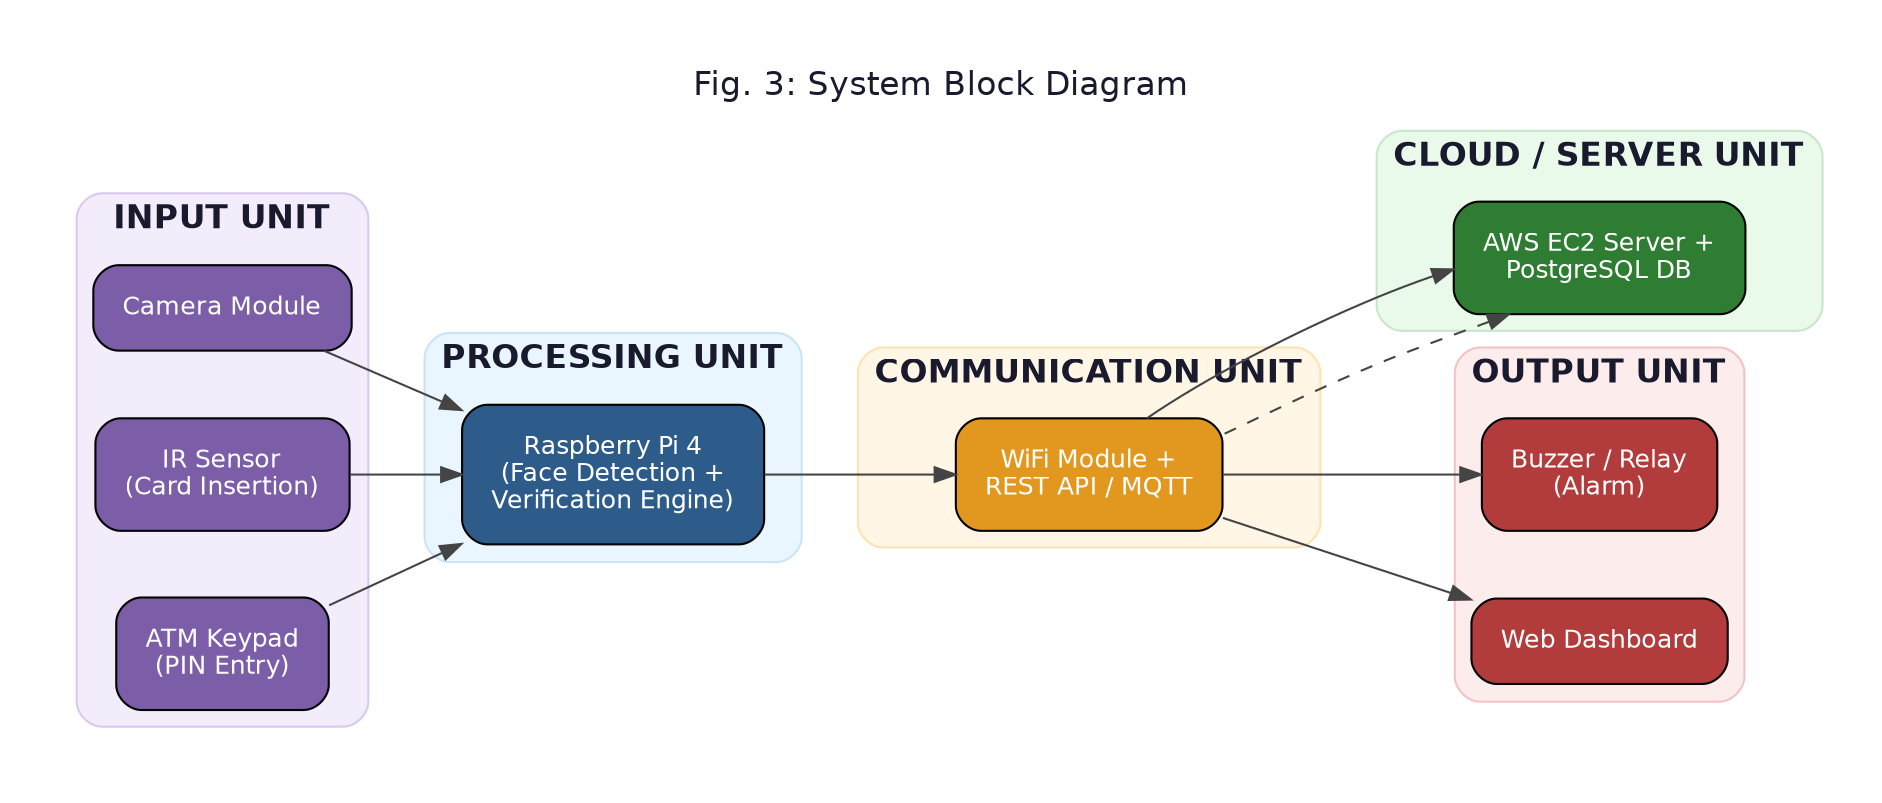 Fig. 3: System Block Diagram
INPUT UNIT
Camera Module
IR Sensor
(Card Insertion)
ATM Keypad
(PIN Entry)
PROCESSING UNIT
Raspberry Pi 4
(Face Detection +
Verification Engine)
COMMUNICATION UNIT
WiFi Module +
REST API / MQTT
CLOUD / SERVER UNIT
AWS EC2 Server +
PostgreSQL DB
OUTPUT UNIT
Buzzer / Relay
(Alarm)
Web Dashboard